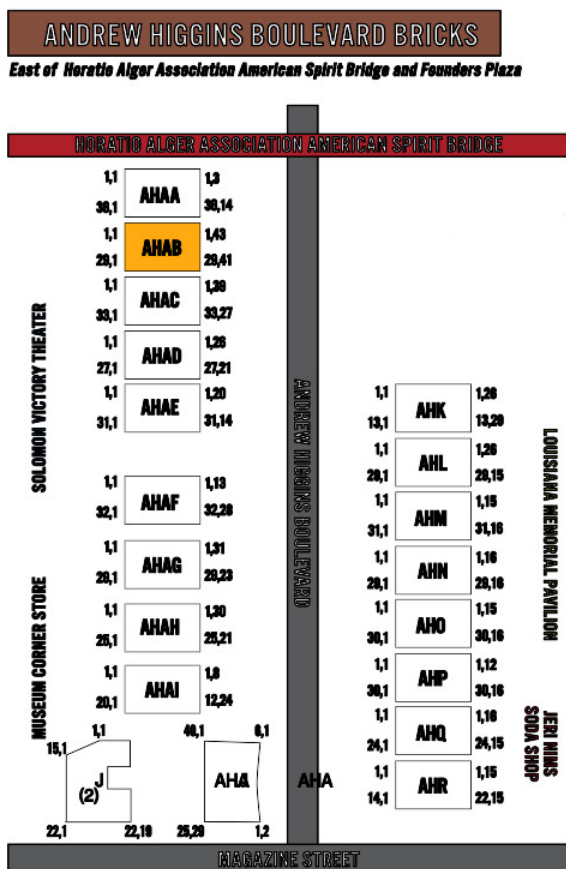 ANDREW HIGGINS BOULEVARD BRICKS
East of Horatio Alger Association American Spirit Bridge and Founders Plaza
HORATIO ALGER ASSOCIATION AMERICAN SPIRIT BRIDGE
1,1 1,3
AHAA
38,1 38,14
1,1 1,43
AHAB
29,1 29,41
1,1 1,39
AHAC
33,1 33,27
1,1 1,26
AHAD
27,1 27,21
1,1 1,20
AHAE
31,1 31,14
SOLOMON VICTORY THEATER
1,1 1,13
AHAF
32,1 32,28
1,1 1,31
AHAG
29,1 29,23
1,1 1,30
AHAH
25,1 25,21
1,1 1,8
AHAI
20,1 12,24
MUSEUM CORNER STORE
1,1
15,1
J
(2)
22,1 22,19
40,1 6,1
25,29 1,2
AHA
ANDREW HIGGINS BOULEVARD
1,1 1,26
AHK
13,1 13,29
1,1 1,26
AHL
29,1 29,15
1,1 1,15
AHM
31,1 31,16
1,1 1,16
AHN
29,1 29,16
1,1 1,15
AHO
30,1 30,16
1,1 1,12
AHP
30,1 30,16
1,1 1,16
AHQ
24,1 24,15
1,1 1,15
AHR
14,1 22,15
LOUISIANA MEMORIAL PAVILION
JERI NIMS
SODA SHOP
MAGAZINE STREET